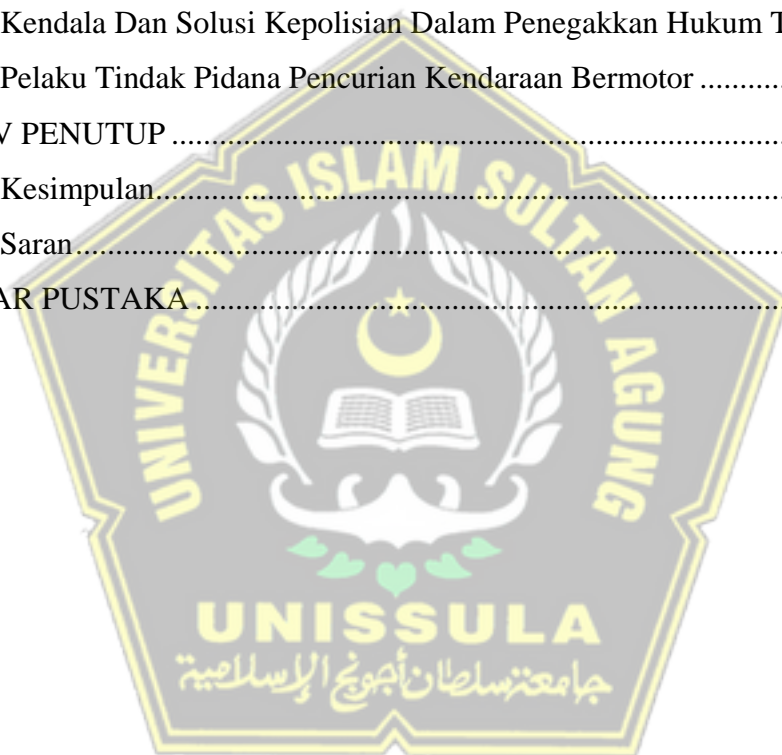 Kendala Dan Solusi Kepolisian Dalam Penegakkan Hukum T
Pelaku Tindak Pidana Pencurian Kendaraan Bermotor ...........
V PENUTUP ....................................................................................
Kesimpulan......................................................................................
Saran................................................................................................
AR PUSTAKA .................................................................................
UNIVERSITAS ISLAM SULTAN AGUNG
UNISSULA
جامعة سلطان أجونج الإسلامية